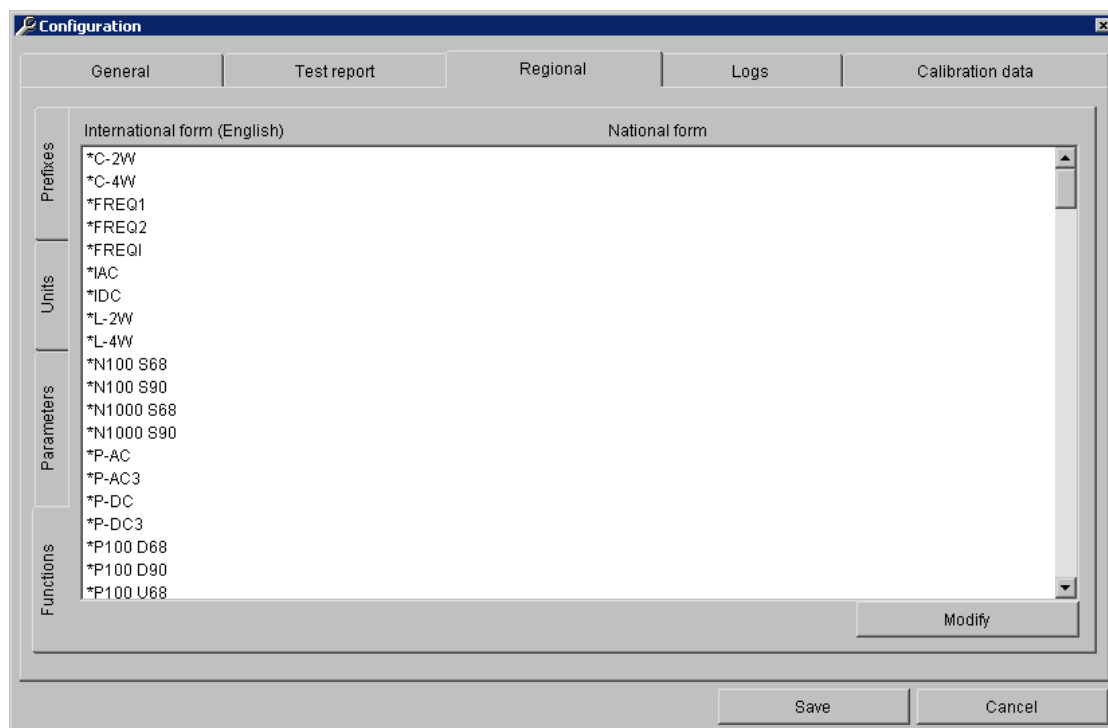 Configuration
General Test report Regional Logs Calibration data
Prefixes
Units
Parameters
Functions
International form (English) National form
*C-2W
*C-4W
*FREQ1
*FREQ2
*FREQI
*IAC
*IDC
*L-2W
*L-4W
*N100 S68
*N100 S90
*N1000 S68
*N1000 S90
*P-AC
*P-AC3
*P-DC
*P-DC3
*P100 D68
*P100 D90
*P100 U68
Modify
Save Cancel